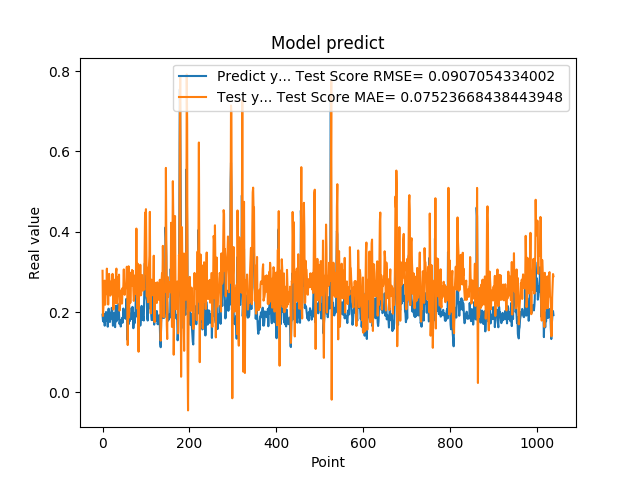 Model predict
Predict y... Test Score RMSE= 0.0907054334002
Test y... Test Score MAE= 0.07523668438443948
0.8
0.6
0.4
0.2
0.0
Real value
0 200 400 600 800 1000
Point